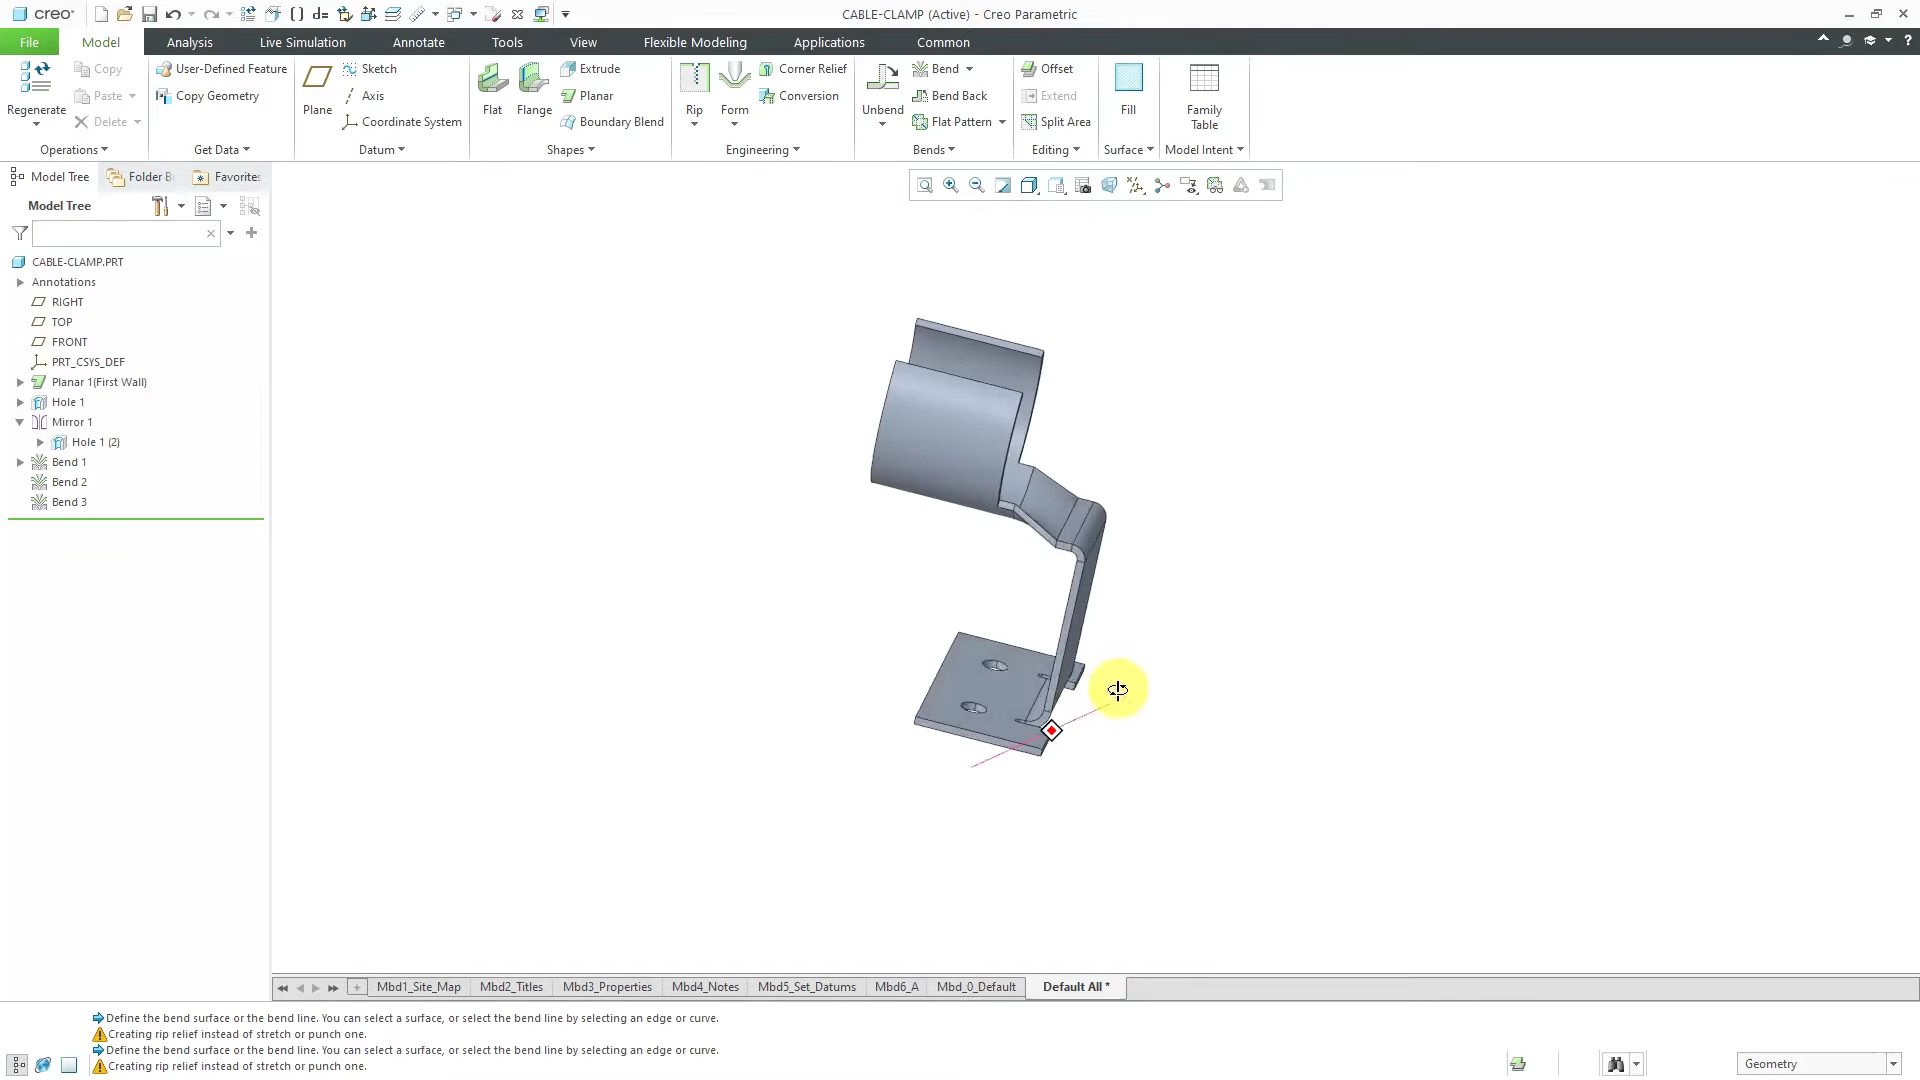 creo®
CABLE-CLAMP (Active) - Creo Parametric
File Model Analysis Live Simulation Annotate Tools View Flexible Modeling Applications Common
Regenerate
Copy
Paste
Delete
Operations
User-Defined Feature
Copy Geometry
Get Data
Plane
Sketch
Axis
Coordinate System
Datum
Flat
Flange
Extrude
Planar
Boundary Blend
Shapes
Rip
Form
Corner Relief
Conversion
Engineering
Unbend
Bend
Bend Back
Flat Pattern
Bends
Offset
Extend
Split Area
Editing
Fill
Surface
Family
Table
Model Intent
Model Tree Folder B Favorites
Model Tree
CABLE-CLAMP.PRT
Annotations
RIGHT
TOP
FRONT
PRT_CSYS_DEF
Planar 1(First Wall)
Hole 1
Mirror 1
Hole 1 (2)
Bend 1
Bend 2
Bend 3
Mbd1_Site_Map Mbd2_Titles Mbd3_Properties Mbd4_Notes Mbd5_Set_Datums Mbd6_A Mbd_0_Default Default All *
Define the bend surface or the bend line. You can select a surface, or select the bend line by selecting an edge or curve.
Creating rip relief instead of stretch or punch one.
Define the bend surface or the bend line. You can select a surface, or select the bend line by selecting an edge or curve.
Creating rip relief instead of stretch or punch one.
Geometry